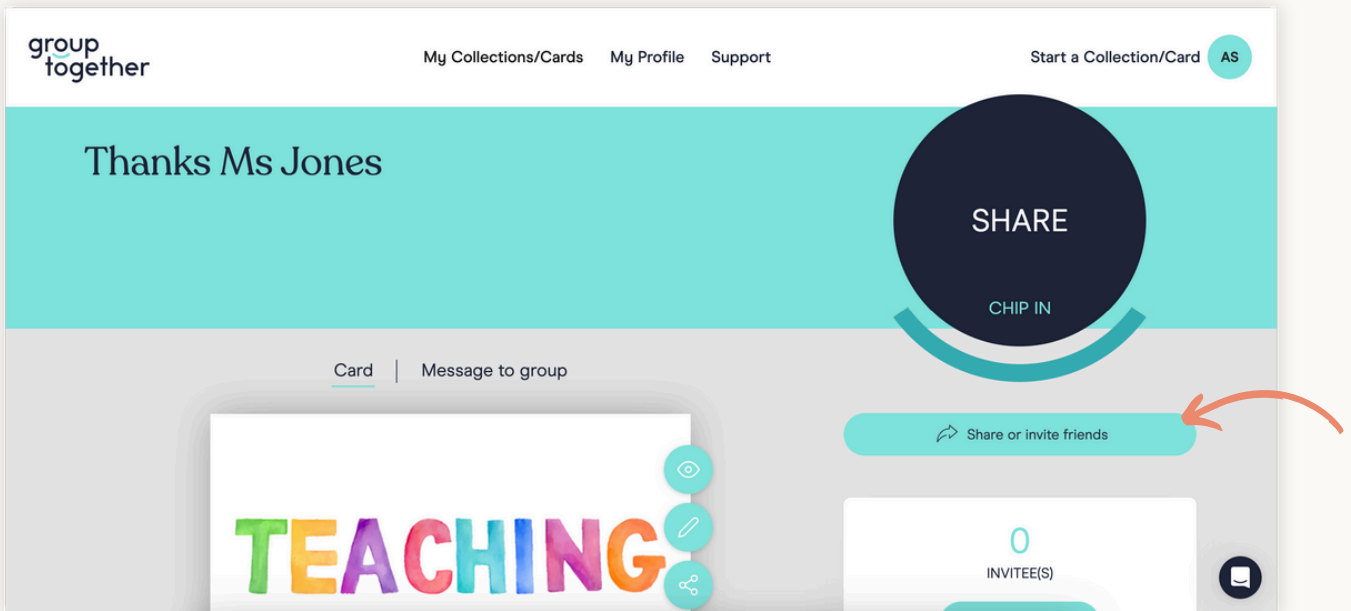 group
together
My Collections/Cards My Profile Support
Start a Collection/Card AS
Thanks Ms Jones
SHARE
CHIP IN
Card Message to group
Share or invite friends
TEACHING
0
INVITEE(S)